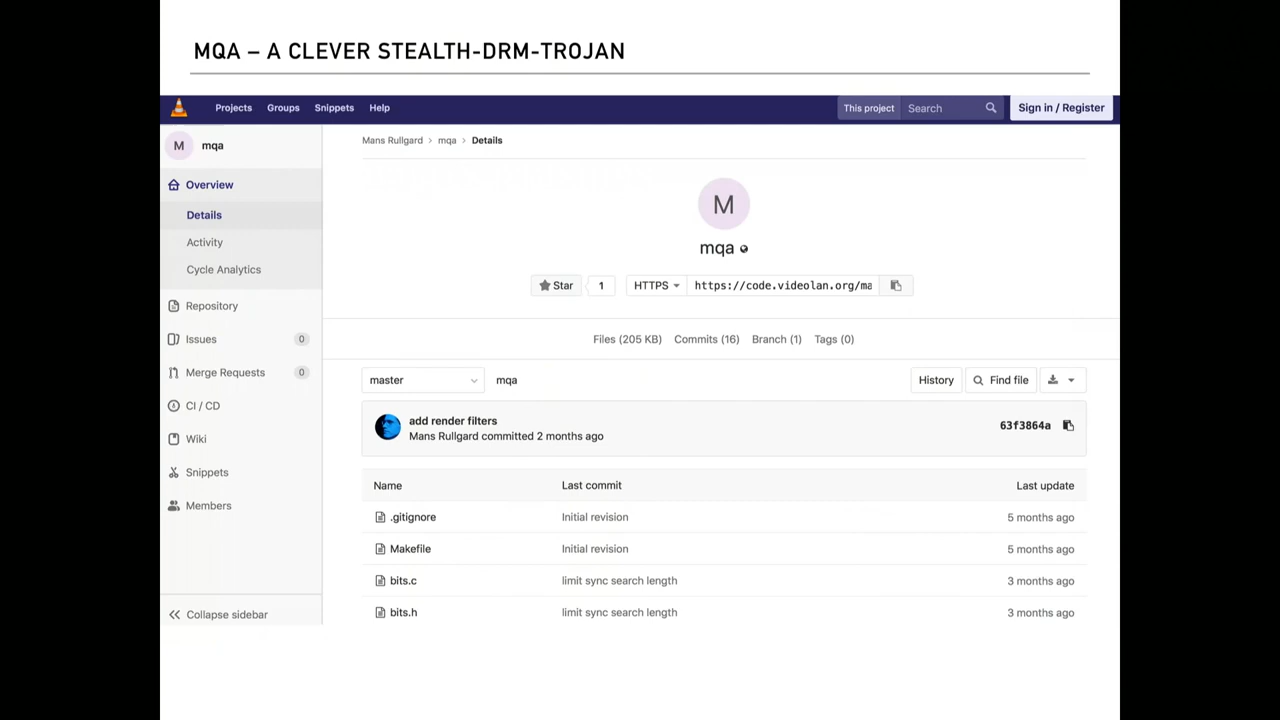 MQA – A CLEVER STEALTH-DRM-TROJAN
Projects Groups Snippets Help This project Search Sign in / Register
M mqa
Mans Rullgard > mqa > Details
Overview
Details
Activity
Cycle Analytics
Repository
Issues 0
Merge Requests 0
CI / CD
Wiki
Snippets
Members
Collapse sidebar
M
mqa
Star 1 HTTPS https://code.videolan.org/ma
Files (205 KB) Commits (16) Branch (1) Tags (0)
master mqa History Find file
add render filters
Mans Rullgard committed 2 months ago
63f3864a
Name Last commit Last update
.gitignore Initial revision 5 months ago
Makefile Initial revision 5 months ago
bits.c limit sync search length 3 months ago
bits.h limit sync search length 3 months ago